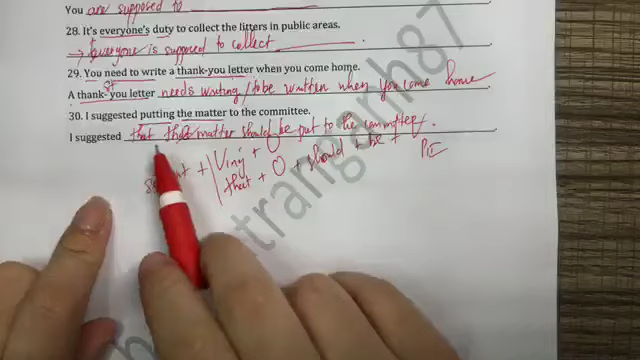 You are supposed to
28. It's everyone's duty to collect the litters in public areas.
→ Everyone is supposed to collect
29. You need to write a thank-you letter when you come home.
A thank-you letter needs writing/to be written when you come home
30. I suggested putting the matter to the committee.
I suggested that the matter should be put to the committee.
+ Ving + O
that + O + should + be + PII